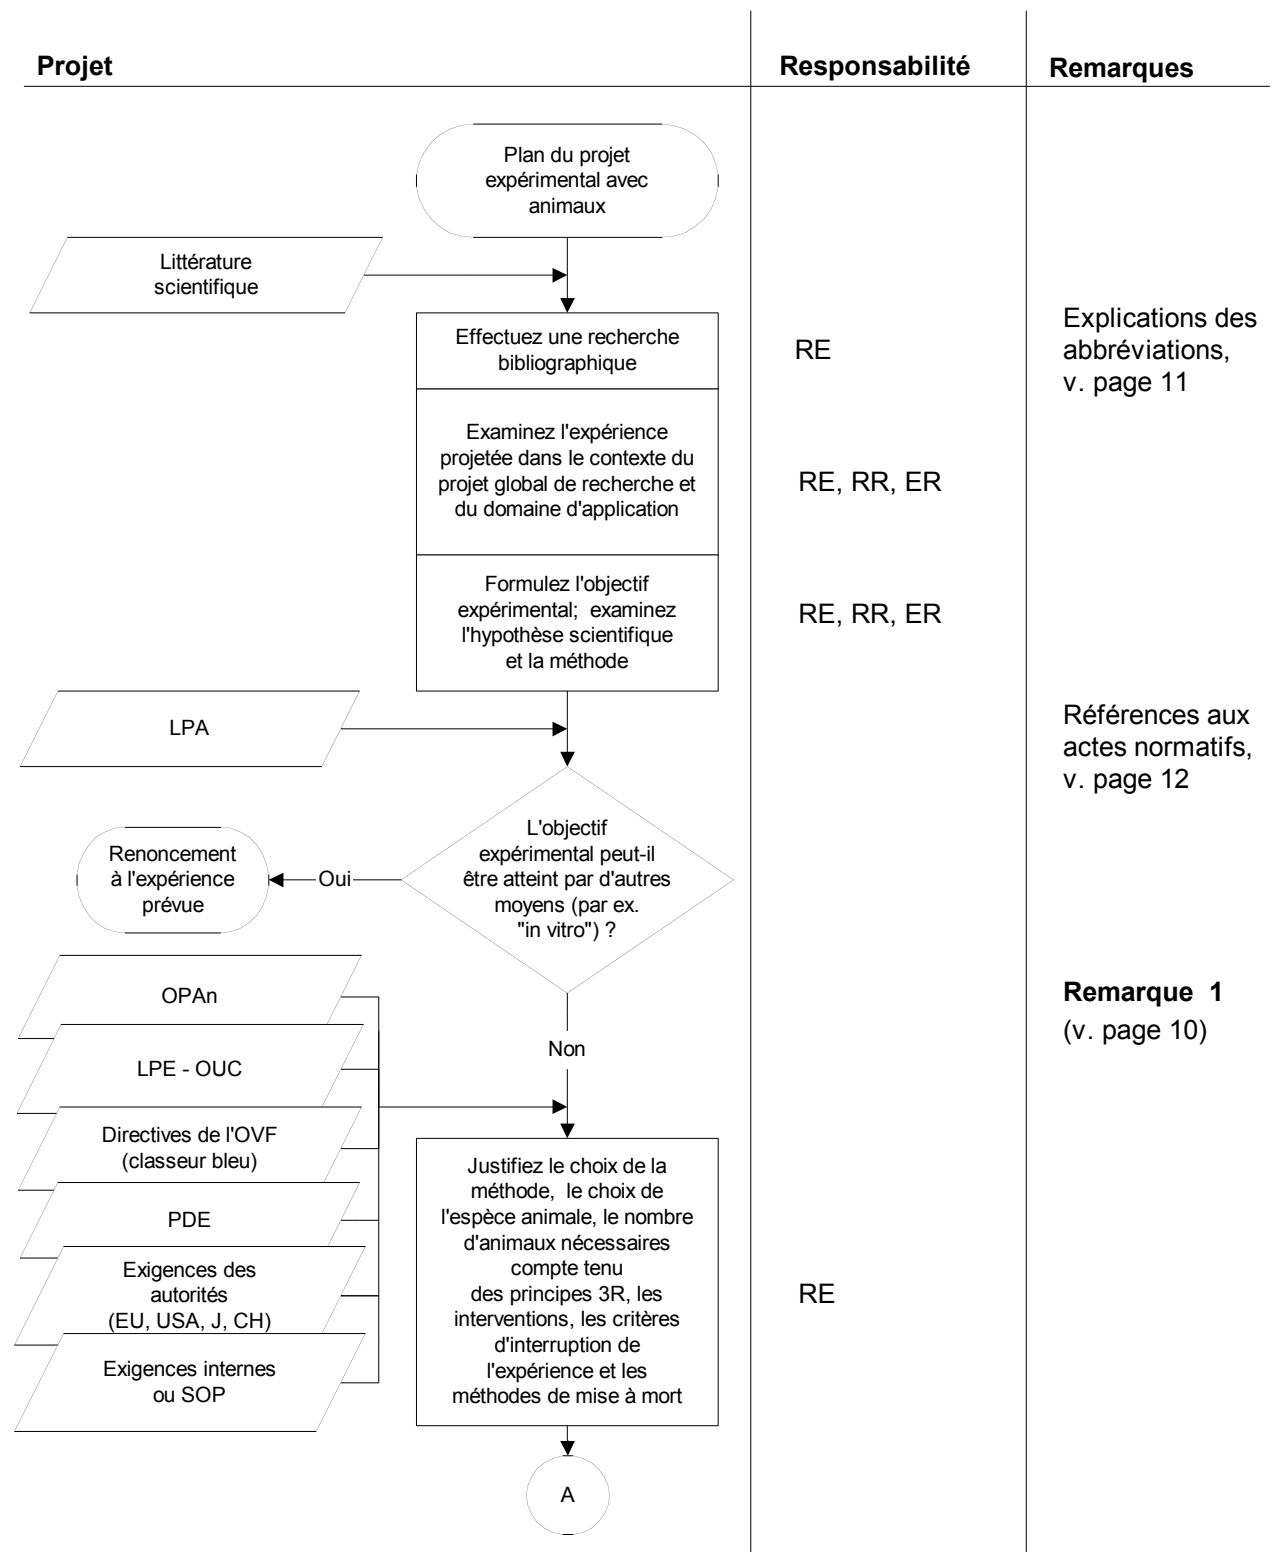 Projet
Responsabilité
Remarques
Plan du projet
expérimental avec
animaux
Littérature
scientifique
Effectuez une recherche
bibliographique
RE
Explications des
abbréviations,
v. page 11
Examinez l'expérience
projetée dans le contexte du
projet global de recherche et
du domaine d'application
RE, RR, ER
Formulez l'objectif
expérimental; examinez
l'hypothèse scientifique
et la méthode
RE, RR, ER
LPA
Références aux
actes normatifs,
v. page 12
L'objectif
expérimental peut-il
être atteint par d'autres
moyens (par ex.
"in vitro") ?
Oui
Renoncement
à l'expérience
prévue
Non
Remarque 1
(v. page 10)
OPAn
LPE - OUC
Directives de l'OVF
(classeur bleu)
PDE
Exigences des
autorités
(EU, USA, J, CH)
Exigences internes
ou SOP
Justifiez le choix de la
méthode, le choix de
l'espèce animale, le nombre
d'animaux nécessaires
compte tenu
des principes 3R, les
interventions, les critères
d'interruption de
l'expérience et les
méthodes de mise à mort
RE
A